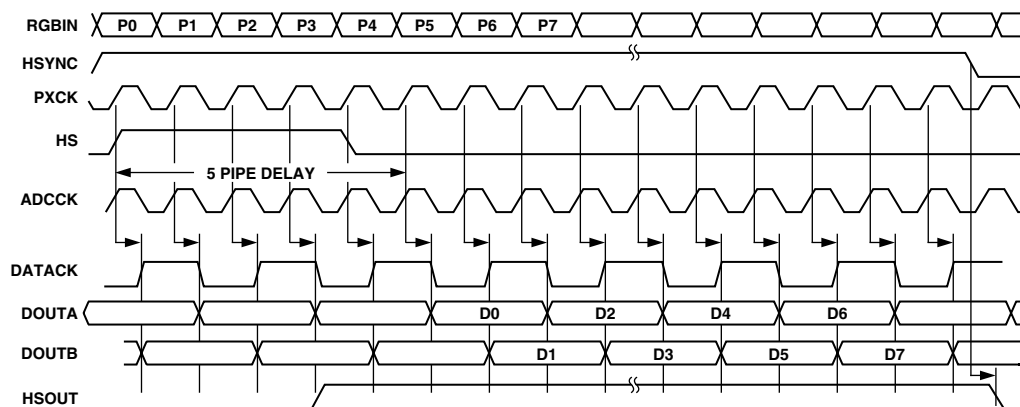 RGBIN P0 P1 P2 P3 P4 P5 P6 P7
HSYNC
PXCK
HS
5 PIPE DELAY
ADCCK
DATACK
DOUTA D0 D2 D4 D6
DOUTB D1 D3 D5 D7
HSOUT